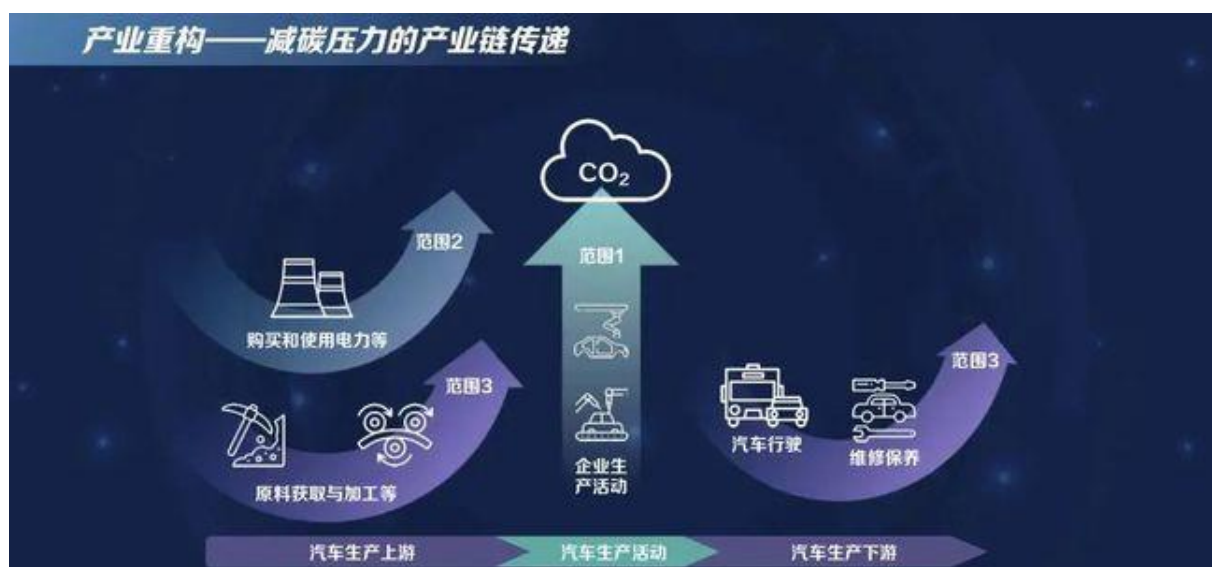 产业重构——减碳压力的产业链传递
CO₂
范围2
范围1
购买和使用电力等
范围3
范围3
汽车行驶
维修保养
企业生
产活动
原料获取与加工等
汽车生产上游
汽车生产活动
汽车生产下游